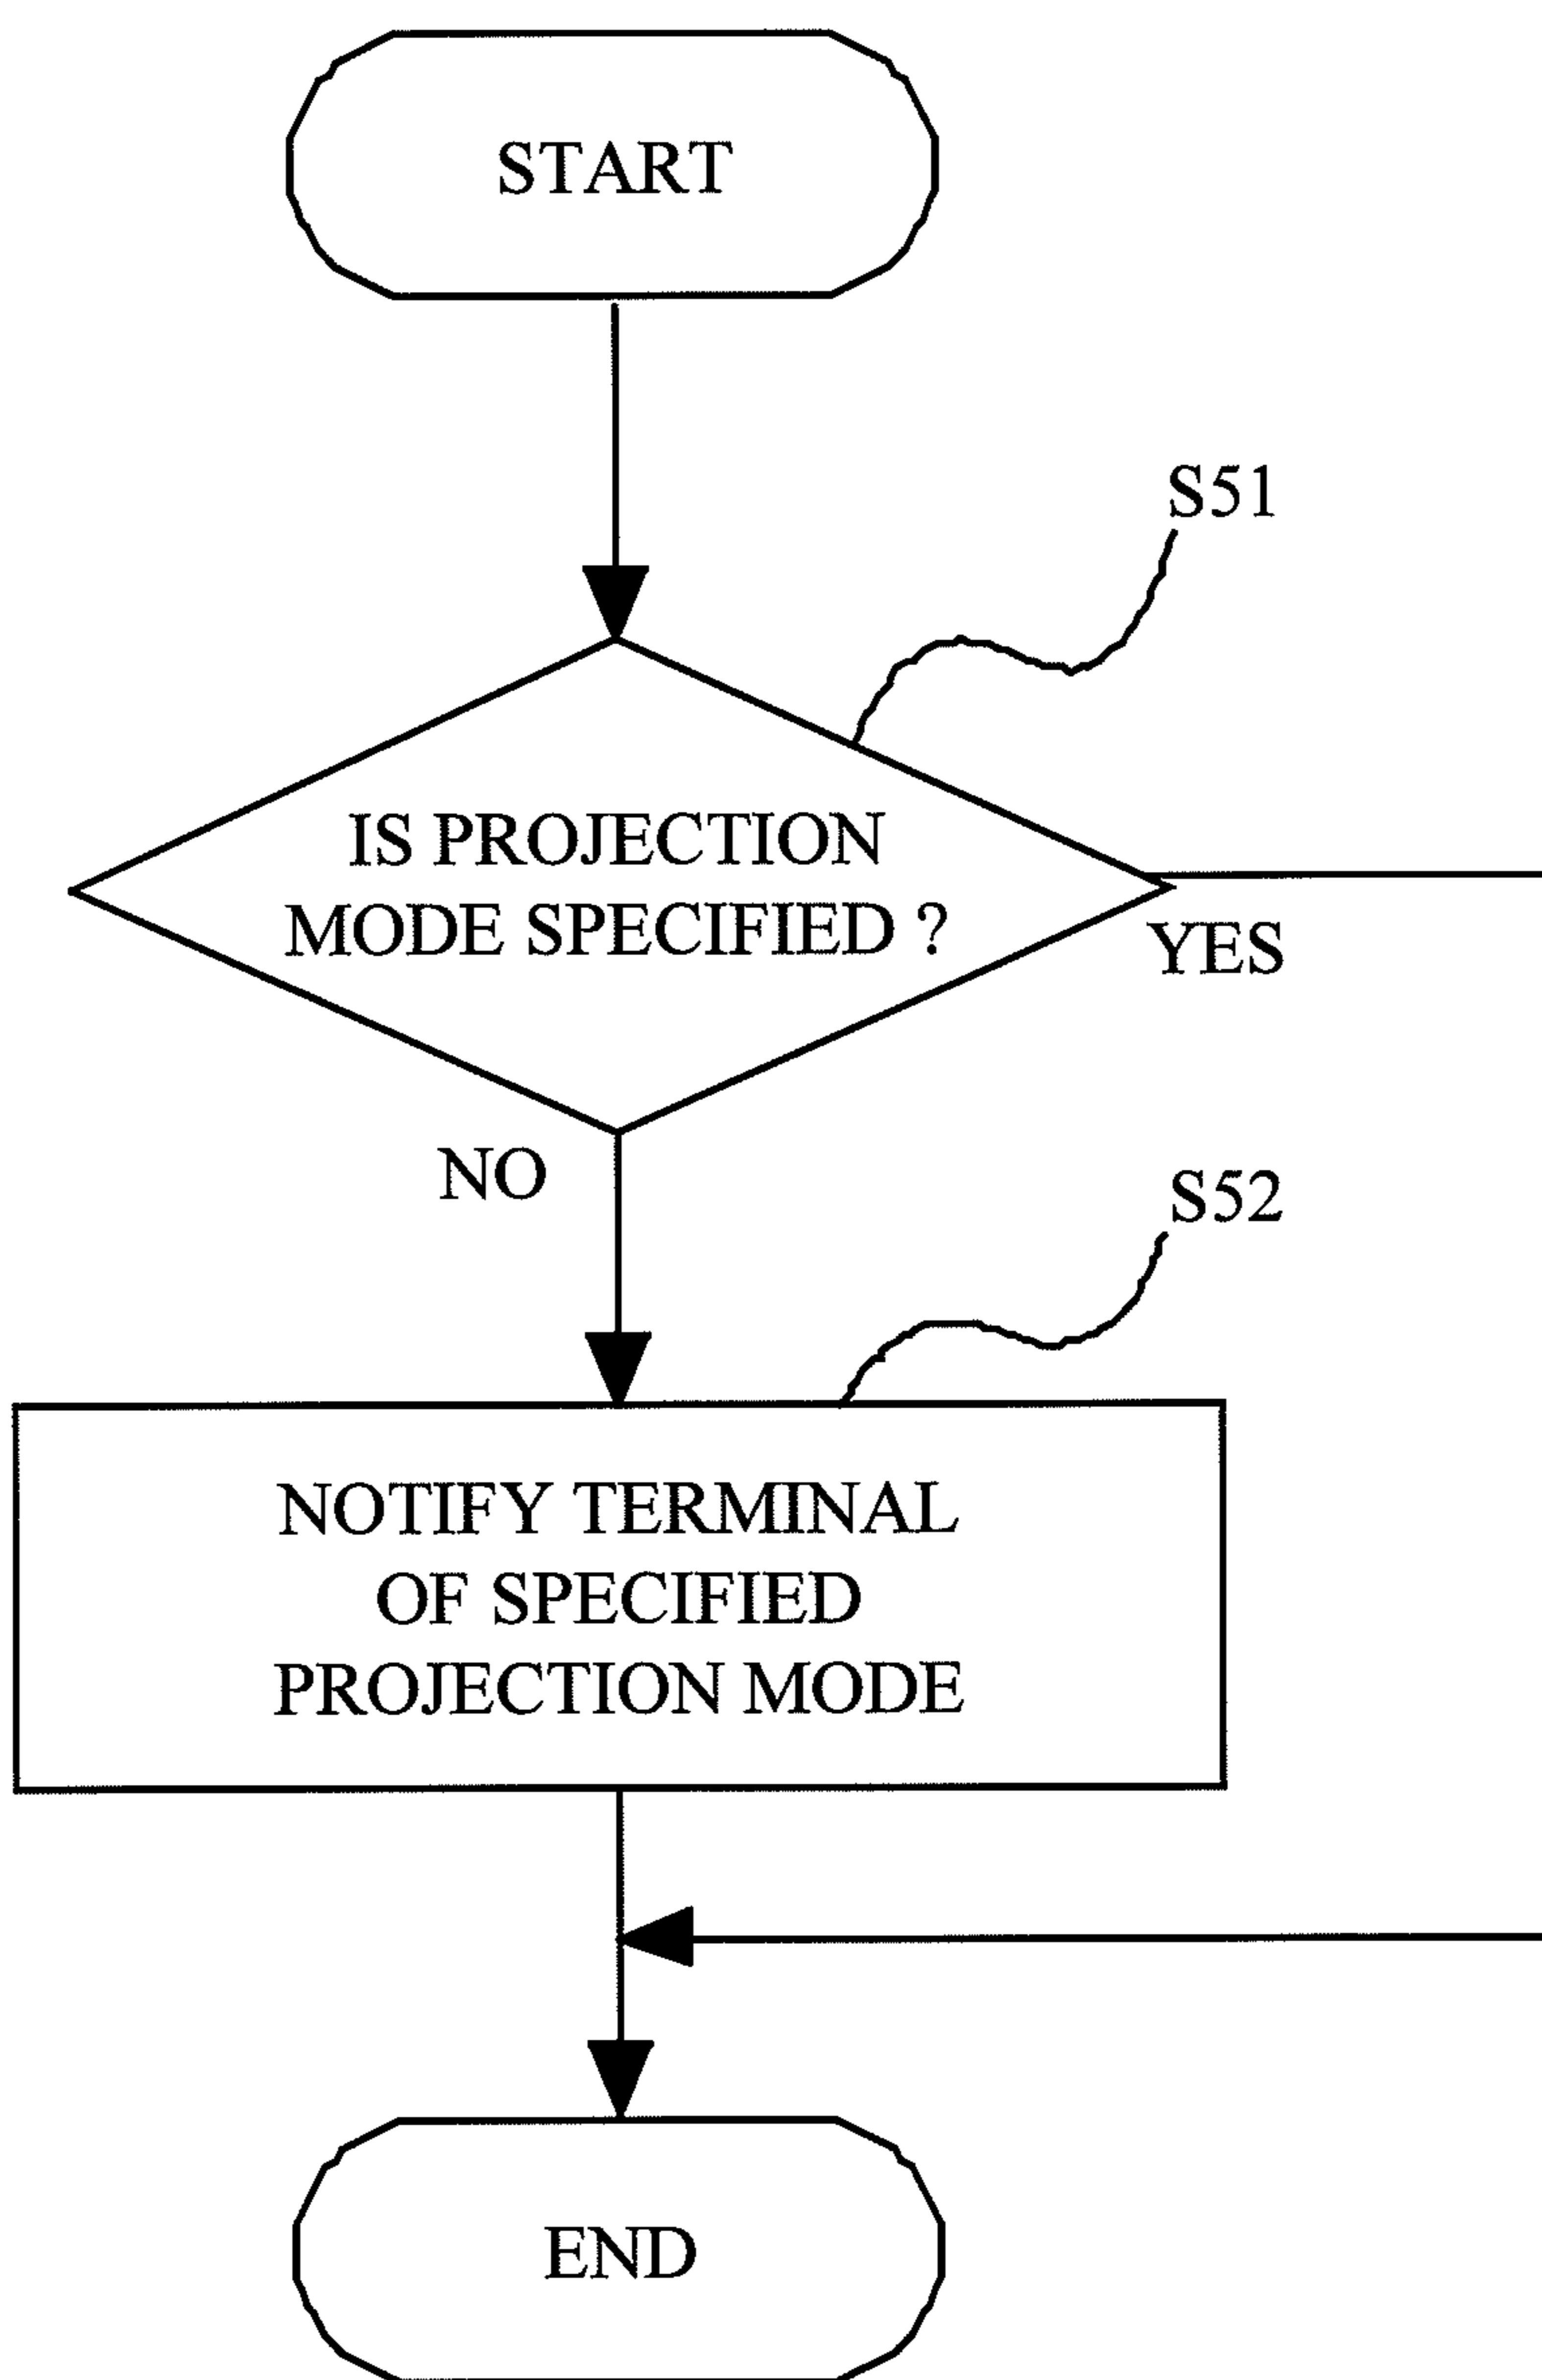 START
S51
IS PROJECTION
MODE SPECIFIED ?
YES
NO
S52
NOTIFY TERMINAL
OF SPECIFIED
PROJECTION MODE
END